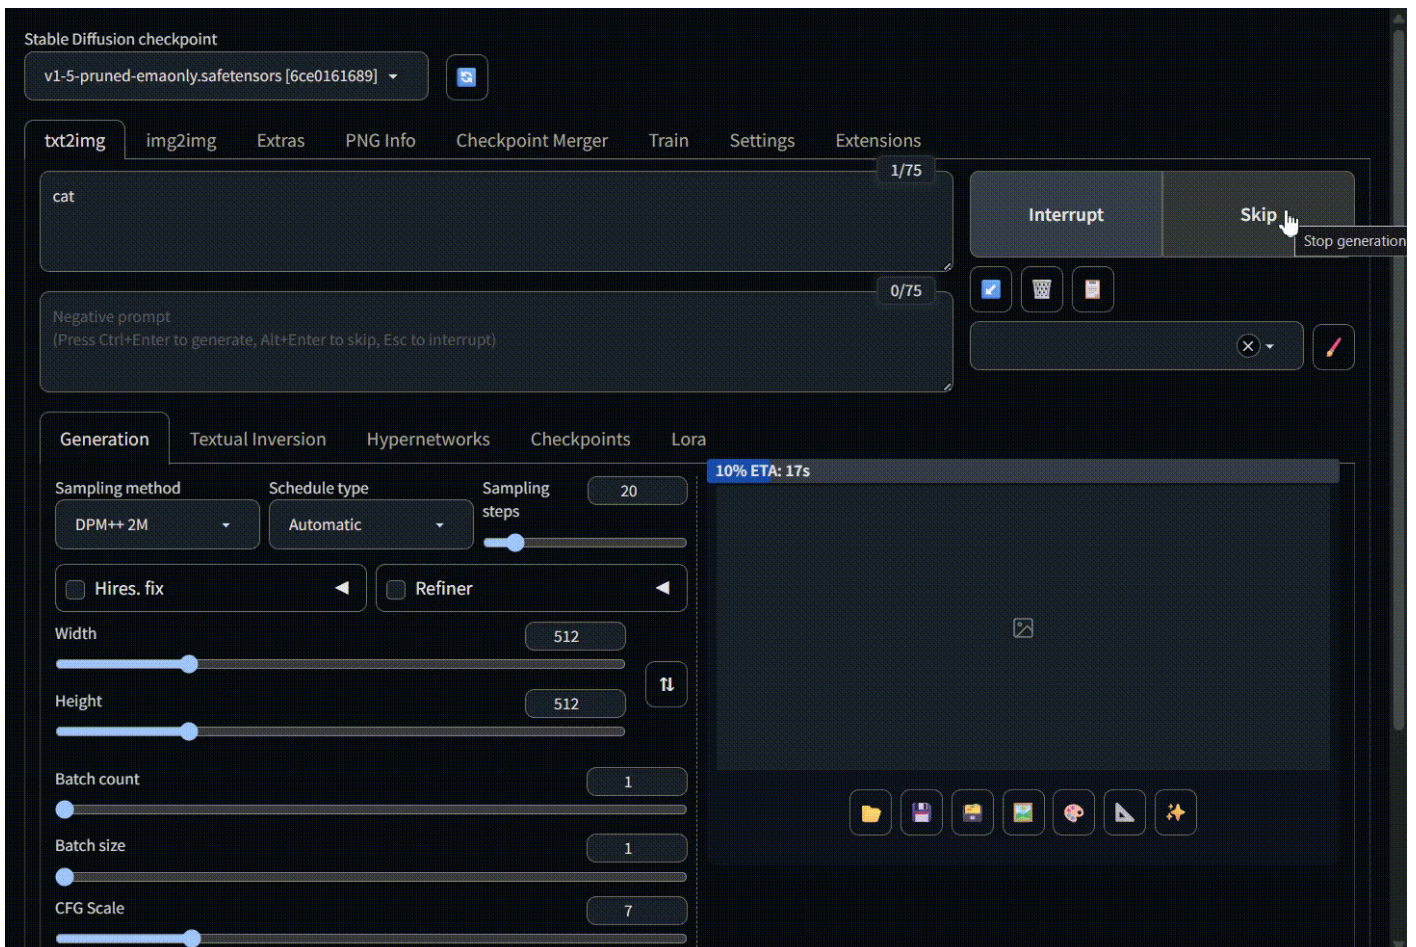 Stable Diffusion checkpoint
v1-5-pruned-emaonly.safetensors [6ce0161689]
txt2img img2img Extras PNG Info Checkpoint Merger Train Settings Extensions
1/75
cat
Interrupt Skip
Stop generation
0/75
Negative prompt
(Press Ctrl+Enter to generate, Alt+Enter to skip, Esc to interrupt)
Generation Textual Inversion Hypernetworks Checkpoints Lora
10% ETA: 17s
Sampling method Schedule type Sampling steps 20
DPM++ 2M Automatic
Hires. fix Refiner
Width 512
Height 512
Batch count 1
Batch size 1
CFG Scale 7